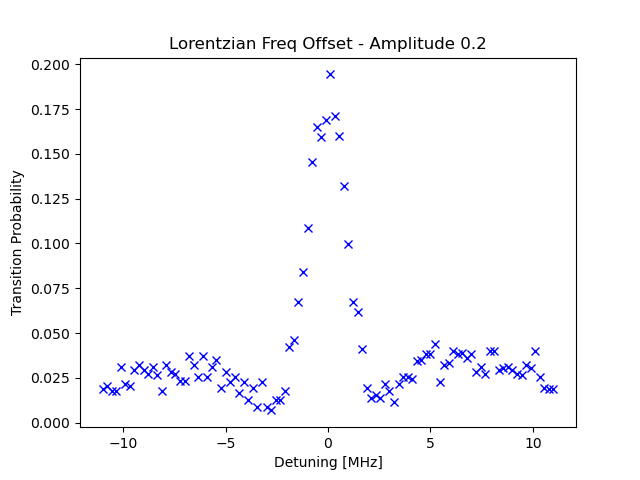 Lorentzian Freq Offset - Amplitude 0.2
Transition Probability
0.200
0.175
0.150
0.125
0.100
0.075
0.050
0.025
0.000
−10 −5 0 5 10
Detuning [MHz]